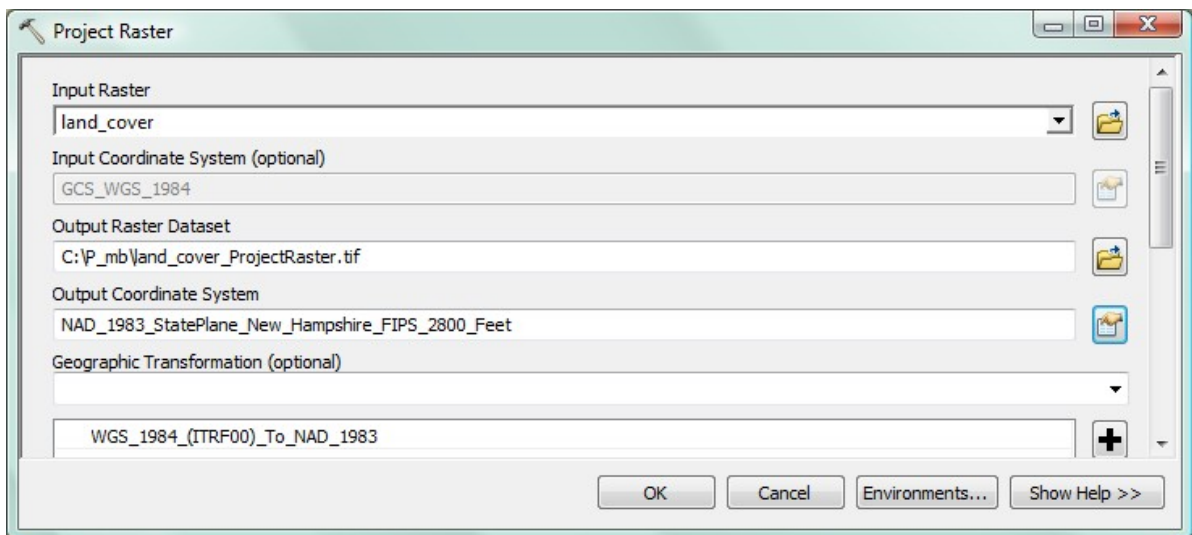 Project Raster
Input Raster
land_cover
Input Coordinate System (optional)
GCS_WGS_1984
Output Raster Dataset
C:\P_mb\land_cover_ProjectRaster.tif
Output Coordinate System
NAD_1983_StatePlane_New_Hampshire_FIPS_2800_Feet
Geographic Transformation (optional)
WGS_1984_(ITRF00)_To_NAD_1983
OK Cancel Environments... Show Help >>